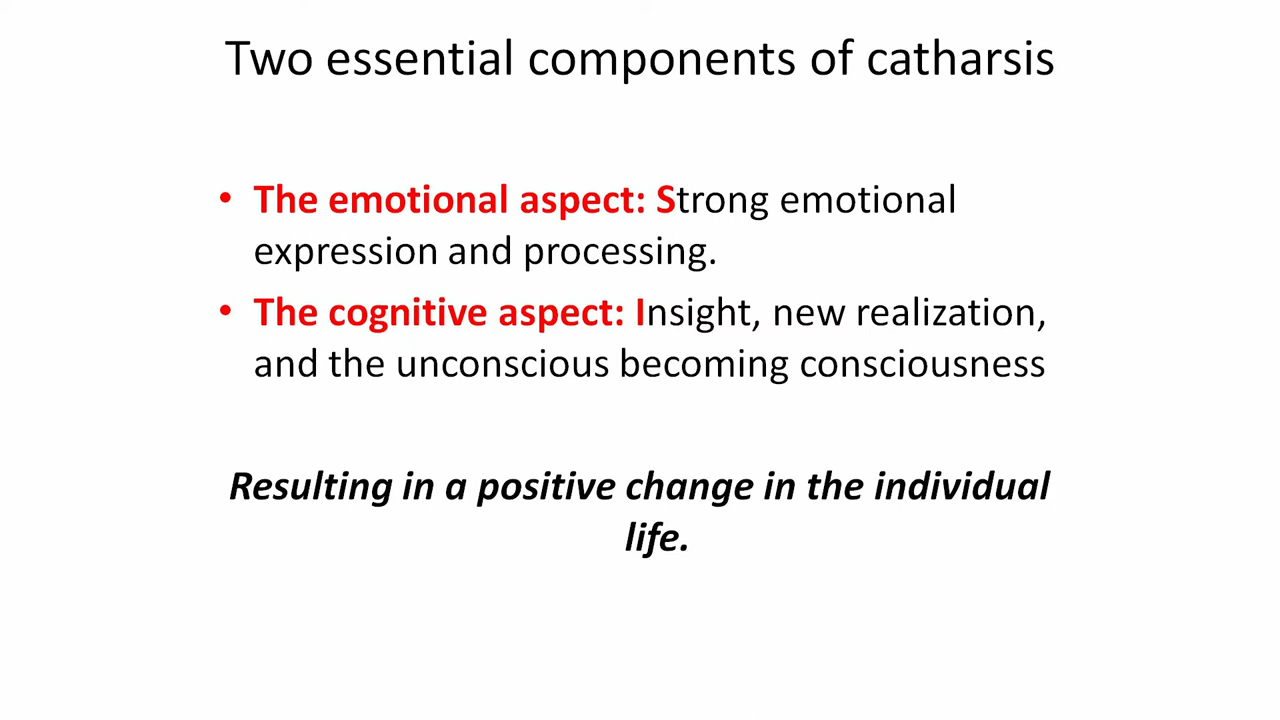 Two essential components of catharsis
• The emotional aspect: Strong emotional
expression and processing.
• The cognitive aspect: Insight, new realization,
and the unconscious becoming consciousness
Resulting in a positive change in the individual
life.